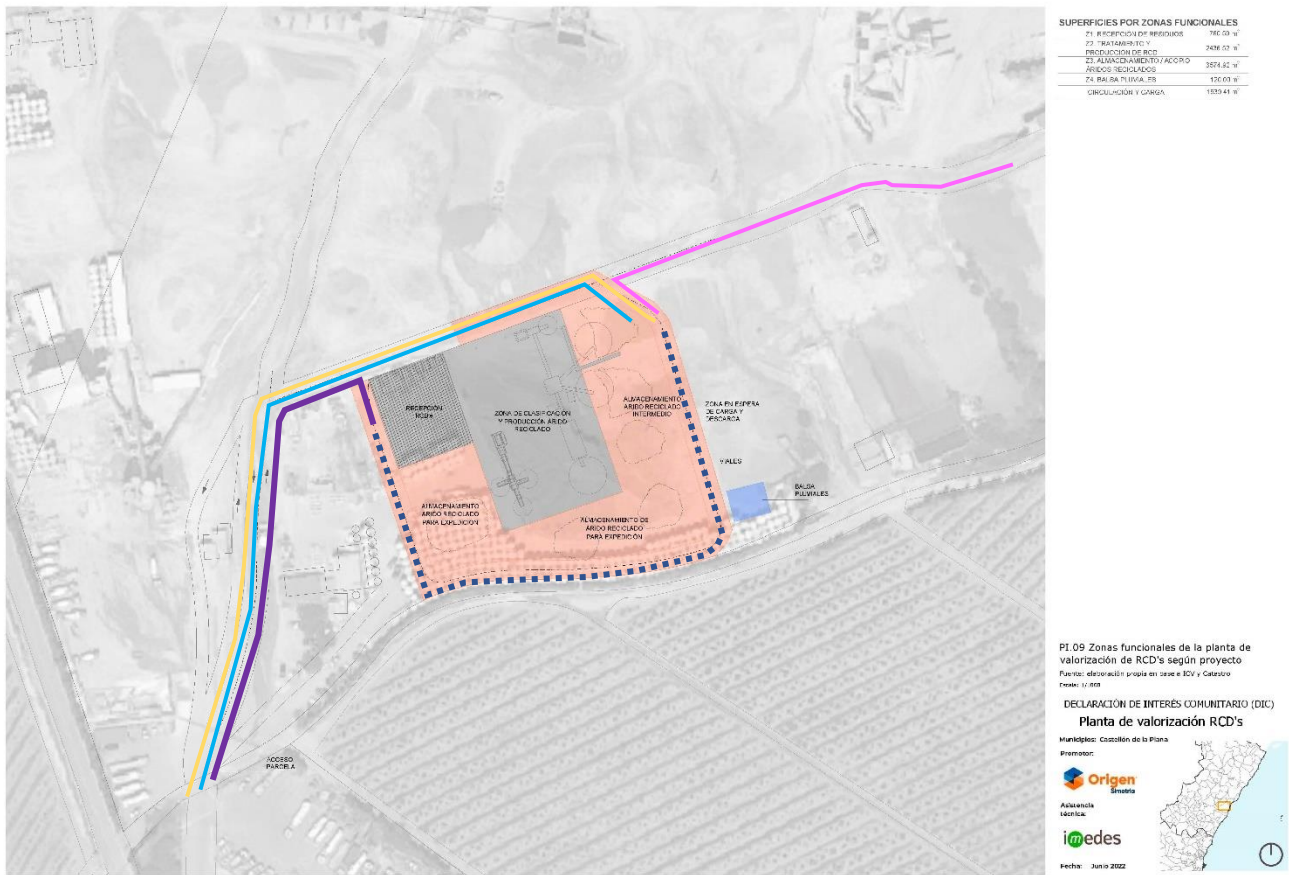 SUPERFICIES POR ZONAS FUNCIONALES
Z1. RECEPCIÓN DE RESIDUOS
Z2. TRATAMIENTO Y
PRODUCCIÓN DE RCD
Z3. ALMACENAMIENTO / ACOPIO
ÁRIDOS RECICLADOS
Z4. BALSA PLUVIALES 120.00 m²
CIRCULACIÓN Y CARGA
RECEPCIÓN
RCD's
ZONA DE CLASIFICACIÓN
Y PRODUCCIÓN ÁRIDO
RECICLADO
ALMACENAMIENTO
ÁRIDO RECICLADO
INTERMEDIO
ZONA EN ESPERA
DE CARGA Y
DESCARGA
VIALES
BALSA
PLUVIALES
ALMACENAMIENTO
ÁRIDO RECICLADO
PARA EXPEDICIÓN
ALMACENAMIENTO DE
ÁRIDO RECICLADO
PARA EXPEDICIÓN
ACCESO
PARCELA
PI.09 Zonas funcionales de la planta de
valorización de RCD's según proyecto
Fuente: elaboración propia en base a ICV y Catastro
Escala:
DECLARACIÓN DE INTERÉS COMUNITARIO (DIC)
Planta de valorización RCD's
Municipios: Castellón de la Plana
Promotor:
Origen
Simetría
Asistencia
técnica:
imedes
Fecha: Junio 2022